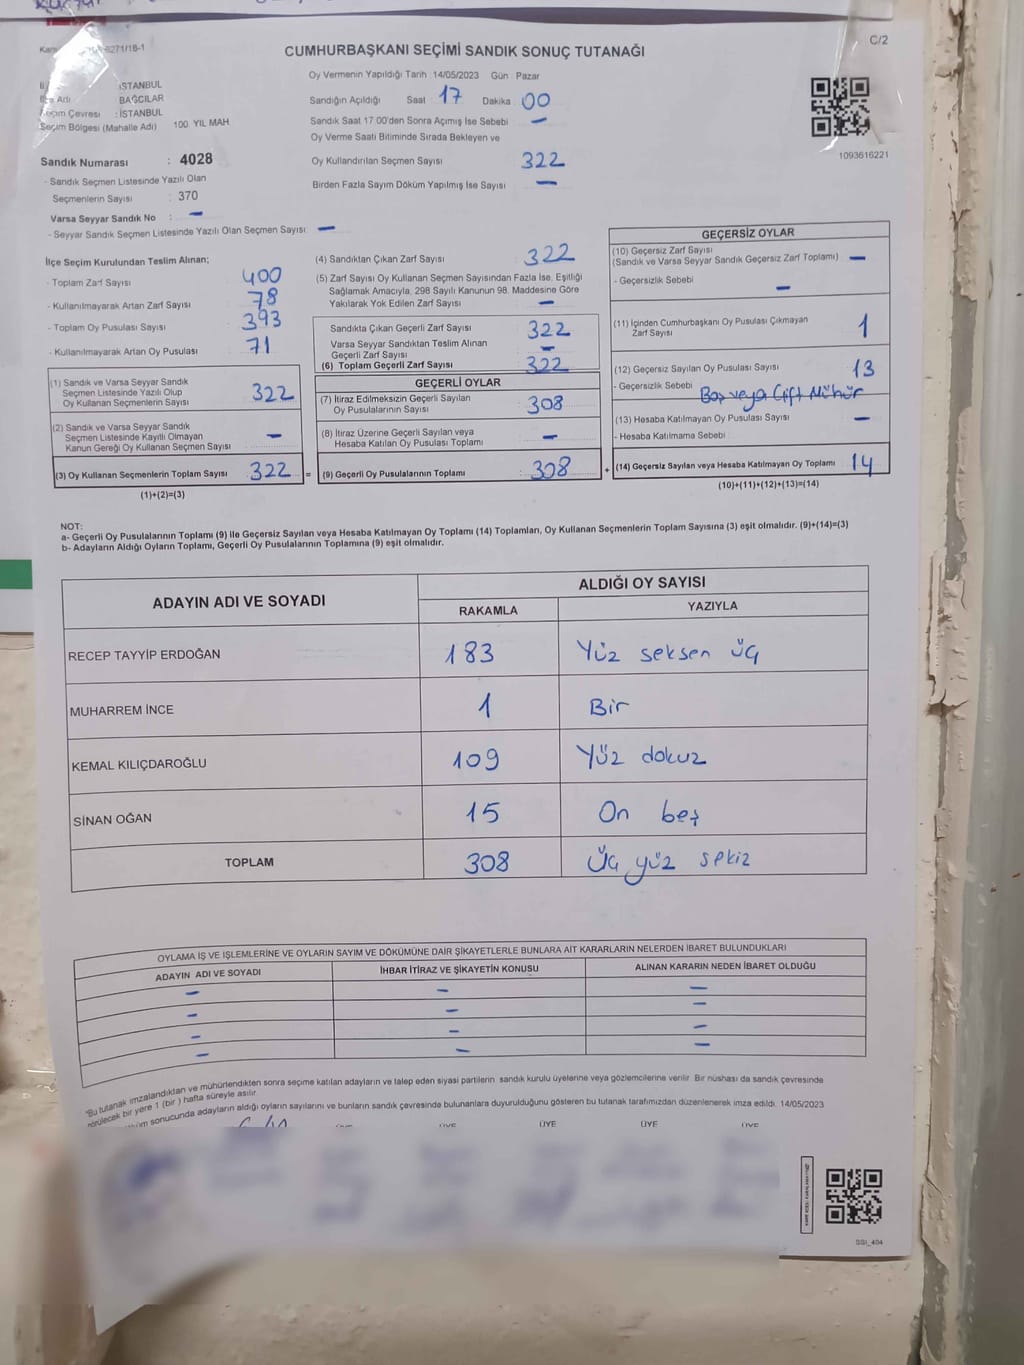 C/2
CUMHURBAŞKANI SEÇİMİ SANDIK SONUÇ TUTANAĞI
Oy Vermenin Yapıldığı Tarih 14/05/2023 Gün Pazar
Sandığın Açıldığı Saat 17 Dakika 00
Sandık Saat 17.00'den Sonra Açımış İse Sebebi –
Oy Verme Saati Bitiminde Sırada Bekleyen ve
Oy Kullandırılan Seçmen Sayısı 322
Birden Fazla Sayım Döküm Yapılmış İse Sayısı –
1093616221
İSTANBUL
BAĞCILAR
Seçim Çevresi : İSTANBUL
Seçim Bölgesi (Mahalle Adı) 100 YIL MAH.
Sandık Numarası : 4028
- Sandık Seçmen Listesinde Yazılı Olan
Seçmenlerin Sayısı : 370
Varsa Seyyar Sandık No : –
- Seyyar Sandık Seçmen Listesinde Yazılı Olan Seçmen Sayısı: –
İlçe Seçim Kurulundan Teslim Alınan;
- Toplam Zarf Sayısı 400
- Kullanılmayarak Artan Zarf Sayısı 78
- Toplam Oy Pusulası Sayısı 393
- Kullanılmayarak Artan Oy Pusulası 71
(4) Sandıktan Çıkan Zarf Sayısı 322
(5) Zarf Sayısı Oy Kullanan Seçmen Sayısından Fazla İse, Eşitliği
Sağlamak Amacıyla, 298 Sayılı Kanunun 98. Maddesine Göre
Yakılarak Yok Edilen Zarf Sayısı –
Sandıkta Çıkan Geçerli Zarf Sayısı 322
Varsa Seyyar Sandıktan Teslim Alınan
Geçerli Zarf Sayısı –
(6) Toplam Geçerli Zarf Sayısı 322
GEÇERSİZ OYLAR
(10) Geçersiz Zarf Sayısı
(Sandık ve Varsa Seyyar Sandık Geçersiz Zarf Toplamı) –
- Geçersizlik Sebebi –
(11) İçinden Cumhurbaşkanı Oy Pusulası Çıkmayan
Zarf Sayısı 1
(12) Geçersiz Sayılan Oy Pusulası Sayısı 13
- Geçersizlik Sebebi Boş veya Çift Mühür
(13) Hesaba Katılmayan Oy Pusulası Sayısı –
- Hesaba Katılmama Sebebi
(14) Geçersiz Sayılan veya Hesaba Katılmayan Oy Toplamı 14
(10)+(11)+(12)+(13)=(14)
(1) Sandık ve Varsa Seyyar Sandık
Seçmen Listesinde Yazılı Olup
Oy Kullanan Seçmenlerin Sayısı 322
(2) Sandık ve Varsa Seyyar Sandık
Seçmen Listesinde Kayıtlı Olmayan
Kanun Gereği Oy Kullanan Seçmen Sayısı –
(3) Oy Kullanan Seçmenlerin Toplam Sayısı 322 =
(1)+(2)=(3)
GEÇERLİ OYLAR
(7) İtiraz Edilmeksizin Geçerli Sayılan
Oy Pusulalarının Sayısı : 308
(8) İtiraz Üzerine Geçerli Sayılan veya
Hesaba Katılan Oy Pusulası Toplamı –
(9) Geçerli Oy Pusulalarının Toplamı : 308 +
NOT:
a- Geçerli Oy Pusulalarının Toplamı (9) ile Geçersiz Sayılan veya Hesaba Katılmayan Oy Toplamı (14) Toplamları, Oy Kullanan Seçmenlerin Toplam Sayısına (3) eşit olmalıdır. (9)+(14)=(3)
b- Adayların Aldığı Oyların Toplamı, Geçerli Oy Pusulalarının Toplamına (9) eşit olmalıdır.
ADAYIN ADI VE SOYADI ALDIĞI OY SAYISI
RAKAMLA YAZIYLA
RECEP TAYYİP ERDOĞAN 183 Yüz seksen üç
MUHARREM İNCE 1 Bir
KEMAL KILIÇDAROĞLU 109 Yüz dokuz
SİNAN OĞAN 15 On beş
TOPLAM 308 Üç yüz sekiz
OYLAMA İŞ VE İŞLEMLERİNE VE OYLARIN SAYIM VE DÖKÜMÜNE DAİR ŞİKAYETLERLE BUNLARA AİT KARARLARIN NELERDEN İBARET BULUNDUKLARI
ADAYIN ADI VE SOYADI İHBAR İTİRAZ VE ŞİKAYETİN KONUSU ALINAN KARARIN NEDEN İBARET OLDUĞU
– – –
– – –
– – –
– – –
"Bu tutanak imzalandıktan ve mühürlendikten sonra seçime katılan adayların ve talep eden siyasi partilerin sandık kurulu üyelerine veya gözlemcilerine verilir. Bir nüshası da sandık çevresinde
görülecek bir yere 1 (bir) hafta süreyle asılır.
sonucunda adayların aldığı oyların sayılarını ve bunların sandık çevresinde bulunanlara duyurulduğunu gösteren bu tutanak tarafımızdan düzenlenerek imza edildi. 14/05/2023
ÜYE ÜYE ÜYE
SSI_404